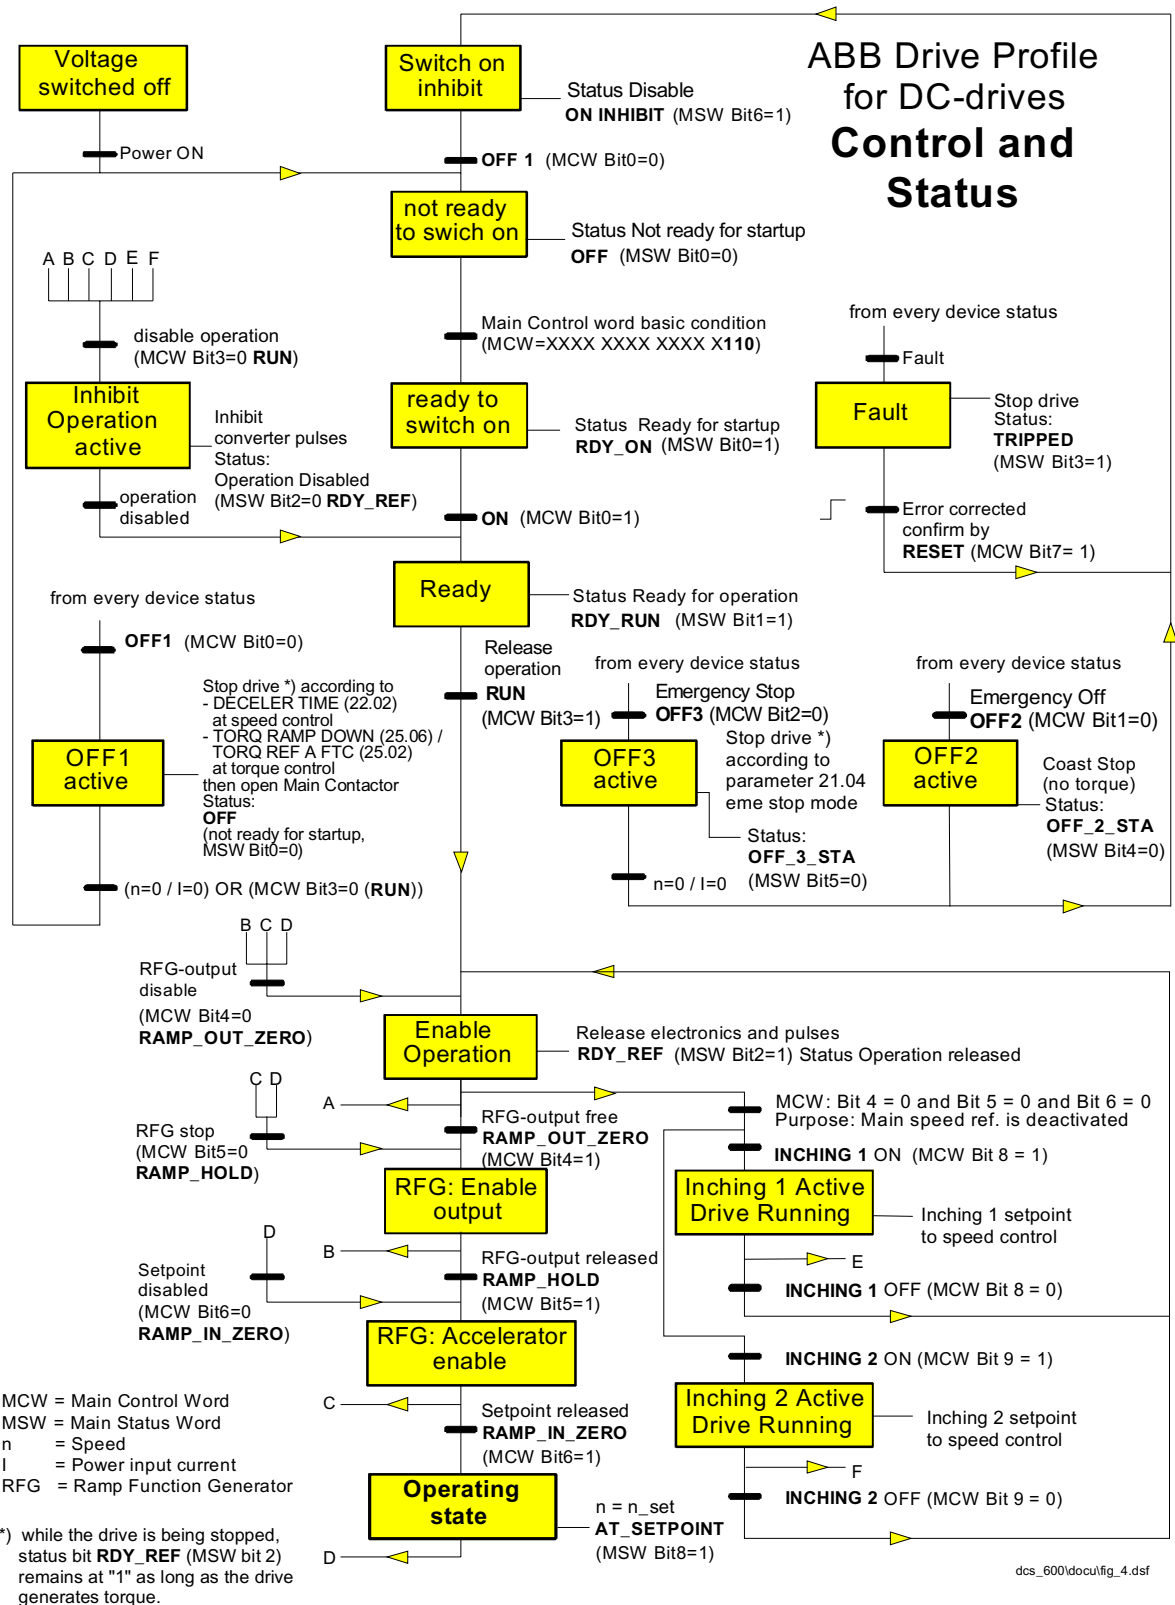 Voltage
switched off
Switch on
inhibit
ABB Drive Profile
for DC-drives
Control and
Status
Status Disable
ON INHIBIT (MSW Bit6=1)
Power ON
OFF 1 (MCW Bit0=0)
not ready
to swich on
Status Not ready for startup
OFF (MSW Bit0=0)
A B C D E F
disable operation
(MCW Bit3=0 RUN)
Main Control word basic condition
(MCW=XXXX XXXX XXXX X110)
from every device status
Fault
Inhibit
Operation
active
Inhibit
converter pulses
Status:
Operation Disabled
(MSW Bit2=0 RDY_REF)
operation
disabled
ready to
switch on
Status Ready for startup
RDY_ON (MSW Bit0=1)
Fault
Stop drive
Status:
TRIPPED
(MSW Bit3=1)
ON (MCW Bit0=1)
Error corrected
confirm by
RESET (MCW Bit7= 1)
Ready
Status Ready for operation
RDY_RUN (MSW Bit1=1)
from every device status
OFF1 (MCW Bit0=0)
Release
operation
RUN
(MCW Bit3=1)
from every device status
Emergency Stop
OFF3 (MCW Bit2=0)
from every device status
Emergency Off
OFF2 (MCW Bit1=0)
OFF1
active
Stop drive *) according to
- DECELER TIME (22.02)
at speed control
- TORQ RAMP DOWN (25.06) /
TORQ REF A FTC (25.02)
at torque control
then open Main Contactor
Status:
OFF
(not ready for startup,
MSW Bit0=0)
OFF3
active
Stop drive *)
according to
parameter 21.04
eme stop mode
Status:
OFF_3_STA
(MSW Bit5=0)
OFF2
active
Coast Stop
(no torque)
Status:
OFF_2_STA
(MSW Bit4=0)
(n=0 / I=0) OR (MCW Bit3=0 (RUN))
n=0 / I=0
B C D
RFG-output
disable
(MCW Bit4=0
RAMP_OUT_ZERO)
Enable
Operation
Release electronics and pulses
RDY_REF (MSW Bit2=1) Status Operation released
C D
A
RFG stop
(MCW Bit5=0
RAMP_HOLD)
RFG-output free
RAMP_OUT_ZERO
(MCW Bit4=1)
MCW: Bit 4 = 0 and Bit 5 = 0 and Bit 6 = 0
Purpose: Main speed ref. is deactivated
INCHING 1 ON (MCW Bit 8 = 1)
RFG: Enable
output
Inching 1 Active
Drive Running
Inching 1 setpoint
to speed control
D
B
Setpoint
disabled
(MCW Bit6=0
RAMP_IN_ZERO)
RFG-output released
RAMP_HOLD
(MCW Bit5=1)
E
INCHING 1 OFF (MCW Bit 8 = 0)
RFG: Accelerator
enable
INCHING 2 ON (MCW Bit 9 = 1)
MCW = Main Control Word
MSW = Main Status Word
n = Speed
I = Power input current
RFG = Ramp Function Generator
C
Setpoint released
RAMP_IN_ZERO
(MCW Bit6=1)
Inching 2 Active
Drive Running
Inching 2 setpoint
to speed control
F
INCHING 2 OFF (MCW Bit 9 = 0)
Operating
state
n = n_set
AT_SETPOINT
(MSW Bit8=1)
D
*) while the drive is being stopped,
status bit RDY_REF (MSW bit 2)
remains at "1" as long as the drive
generates torque.
dcs_600\docu\fig_4.dsf